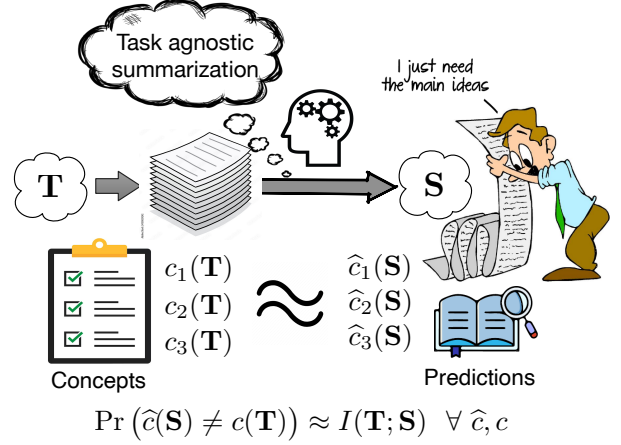 Task agnostic
summarization
I just need
the main ideas
T
S
c₁(T) ≈ ĉ₁(S)
c₂(T) ĉ₂(S)
c₃(T) ĉ₃(S)
Concepts
Predictions
Pr (ĉ(S) ≠ c(T)) ≈ I(T; S) ∀ ĉ, c